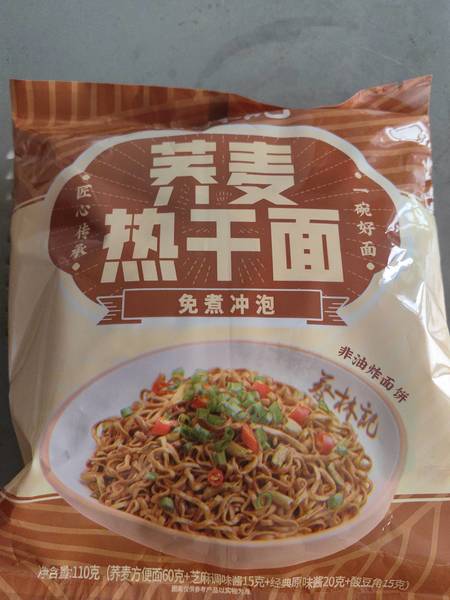 荞麦
热干面
匠心传承
一碗好面
免煮冲泡
非油炸面饼
蔡林记
净含量:110克(荞麦方便面60克+芝麻调味酱15克+经典原味酱20克+酸豆角15克)
图案仅供参考产品以实物为准